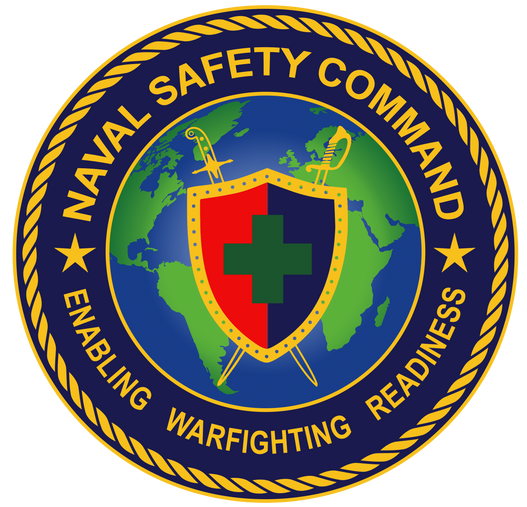 NAVAL SAFETY COMMAND
ENABLING WARFIGHTING READINESS